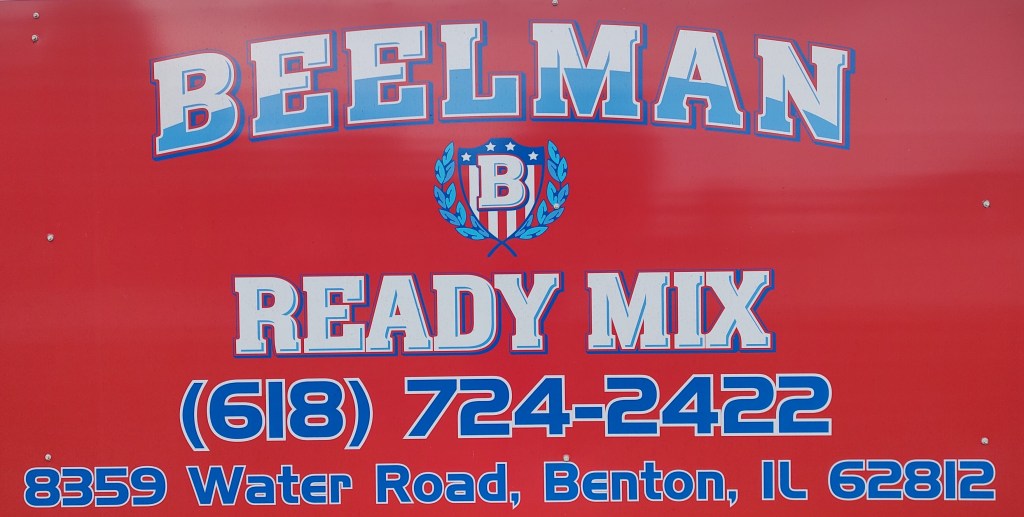 BEELMAN
B
READY MIX
(618) 724-2422
8359 Water Road, Benton, IL 62812